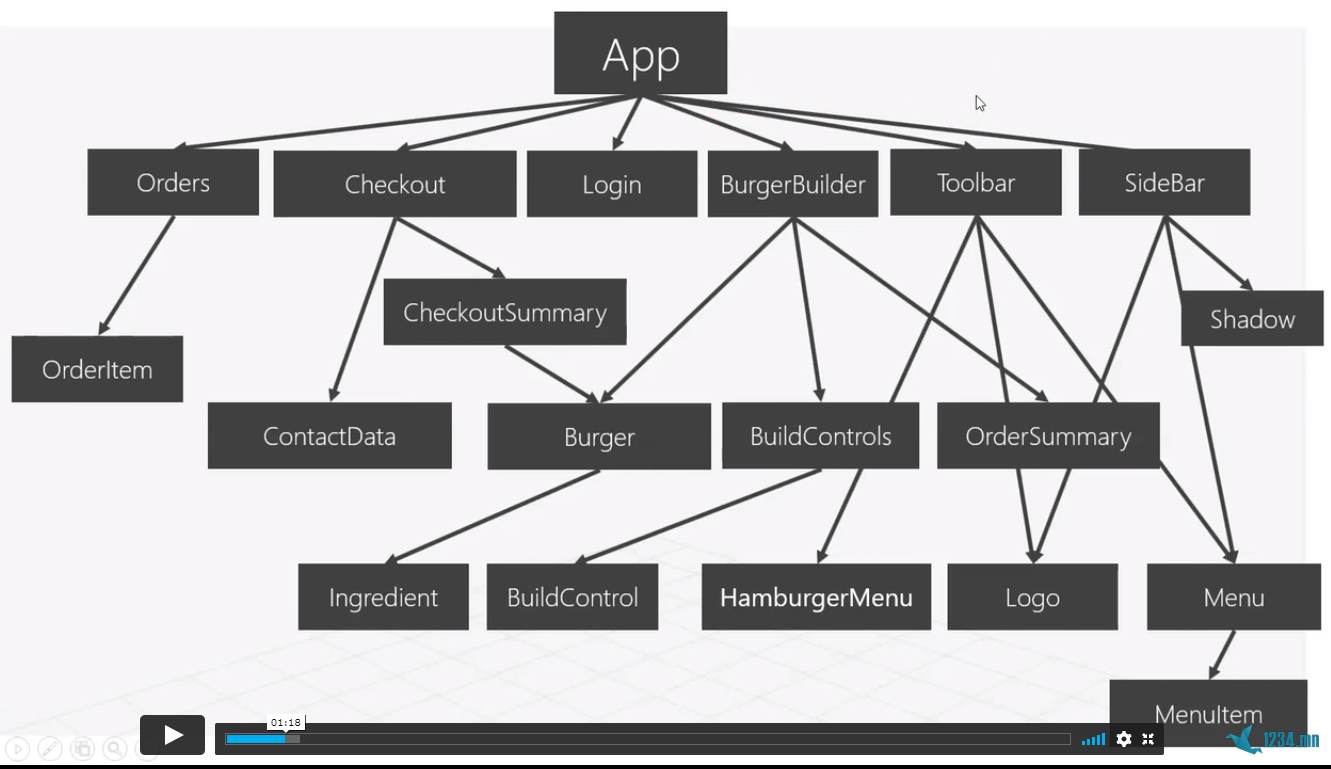 App
Orders
Checkout
Login
BurgerBuilder
Toolbar
SideBar
CheckoutSummary
Shadow
OrderItem
ContactData
Burger
BuildControls
OrderSummary
Ingredient
BuildControl
HamburgerMenu
Logo
Menu
MenuItem
01:18
1234.mn